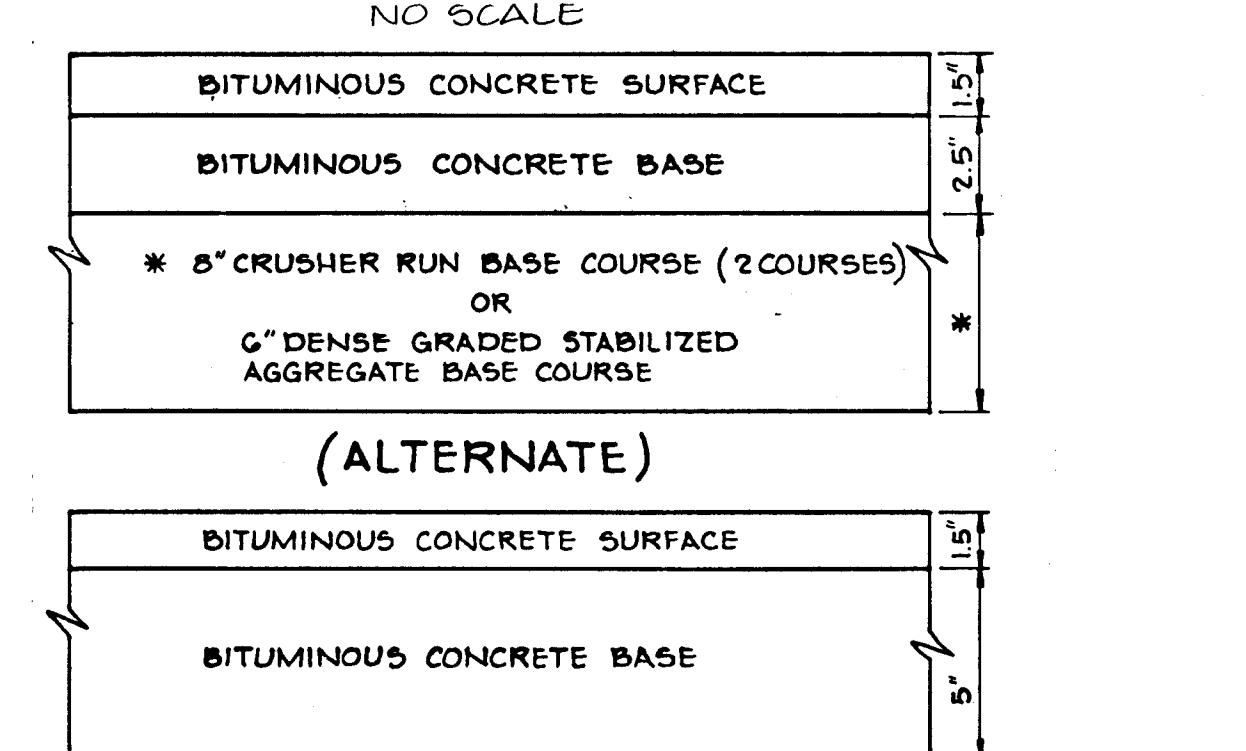 NO SCALE
BITUMINOUS CONCRETE SURFACE
1.5"
BITUMINOUS CONCRETE BASE
2.5"
* 8" CRUSHER RUN BASE COURSE (2 COURSES)
OR
6" DENSE GRADED STABILIZED
AGGREGATE BASE COURSE
*
(ALTERNATE)
BITUMINOUS CONCRETE SURFACE
1.5"
BITUMINOUS CONCRETE BASE
5"